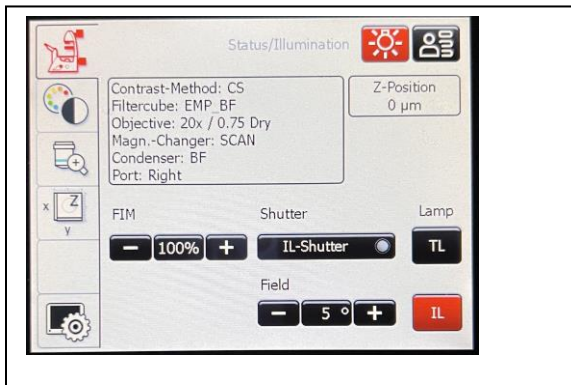 Status/Illumination
Contrast-Method: CS
Filtercube: EMP_BF
Objective: 20x / 0.75 Dry
Magn.-Changer: SCAN
Condenser: BF
Port: Right
Z-Position
0 µm
x Z
y
FIM
Shutter
Lamp
− 100% +
IL-Shutter
TL
Field
− 5 ° +
IL